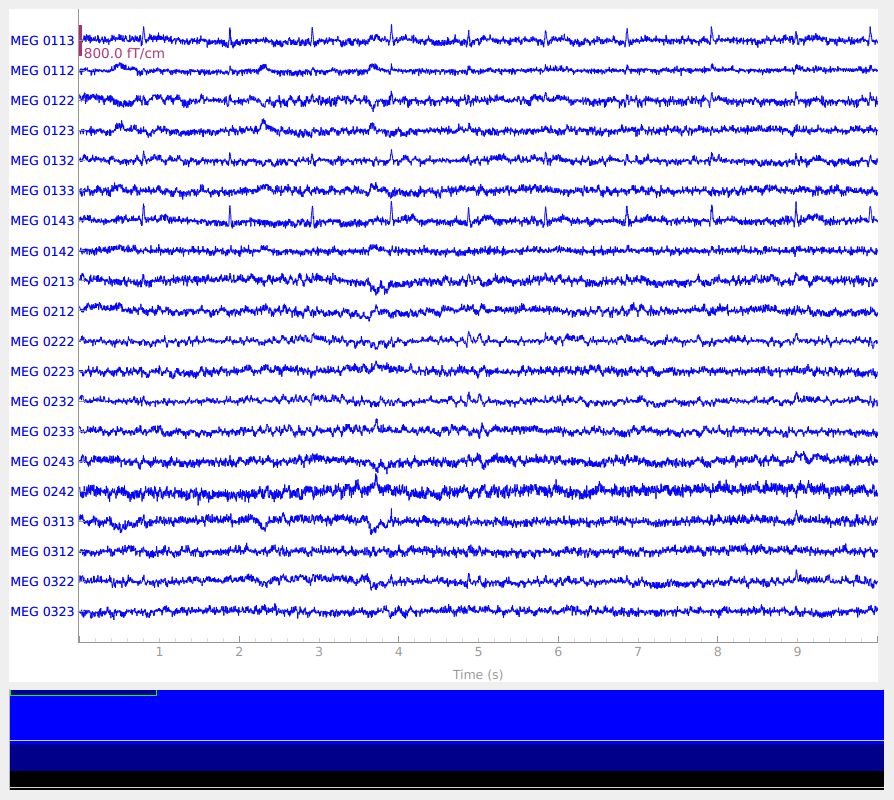 MEG 0113
800.0 fT/cm
MEG 0112
MEG 0122
MEG 0123
MEG 0132
MEG 0133
MEG 0143
MEG 0142
MEG 0213
MEG 0212
MEG 0222
MEG 0223
MEG 0232
MEG 0233
MEG 0243
MEG 0242
MEG 0313
MEG 0312
MEG 0322
MEG 0323
1 2 3 4 5 6 7 8 9
Time (s)